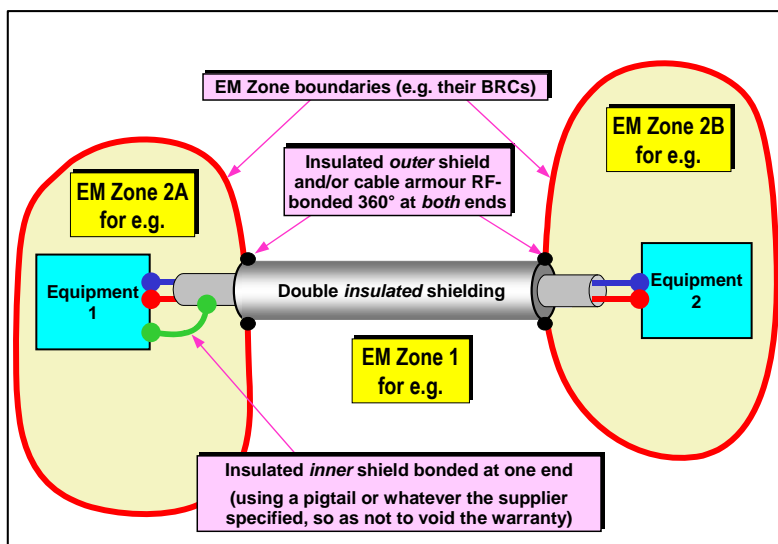 EM Zone boundaries (e.g. their BRCs)
EM Zone 2B
for e.g.
Insulated outer shield
and/or cable armour RF-
bonded 360° at both ends
EM Zone 2A
for e.g.
Equipment
1
Double insulated shielding
Equipment
2
EM Zone 1
for e.g.
Insulated inner shield bonded at one end
(using a pigtail or whatever the supplier
specified, so as not to void the warranty)